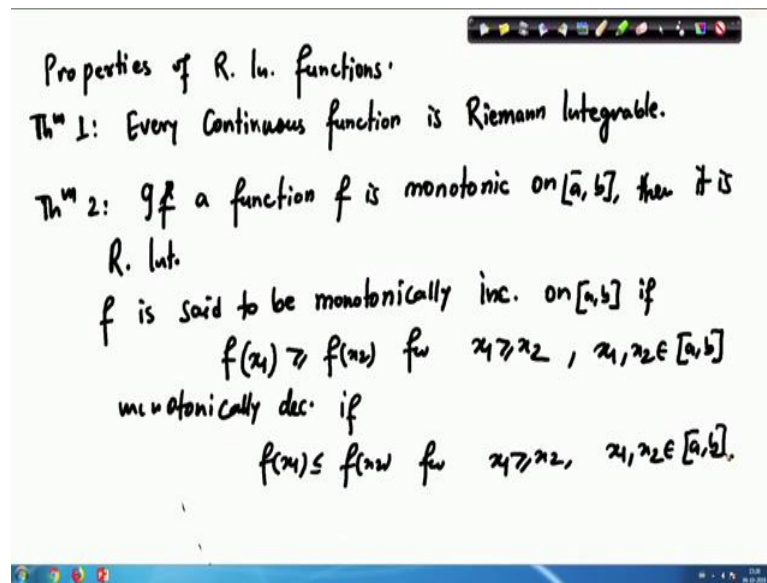 Properties of R. In. functions.
Thm 1: Every Continuous function is Riemann Integrable.
Thm 2: If a function f is monotonic on [a, b], then it is
R. Int.
f is said to be monotonically inc. on [a,b] if
f(x1) ≥ f(x2) for x1 ≥ x2 , x1, x2 ∈ [a,b]
monotonically dec. if
f(x1) ≤ f(x2) for x1 ≥ x2, x1, x2 ∈ [a,b].